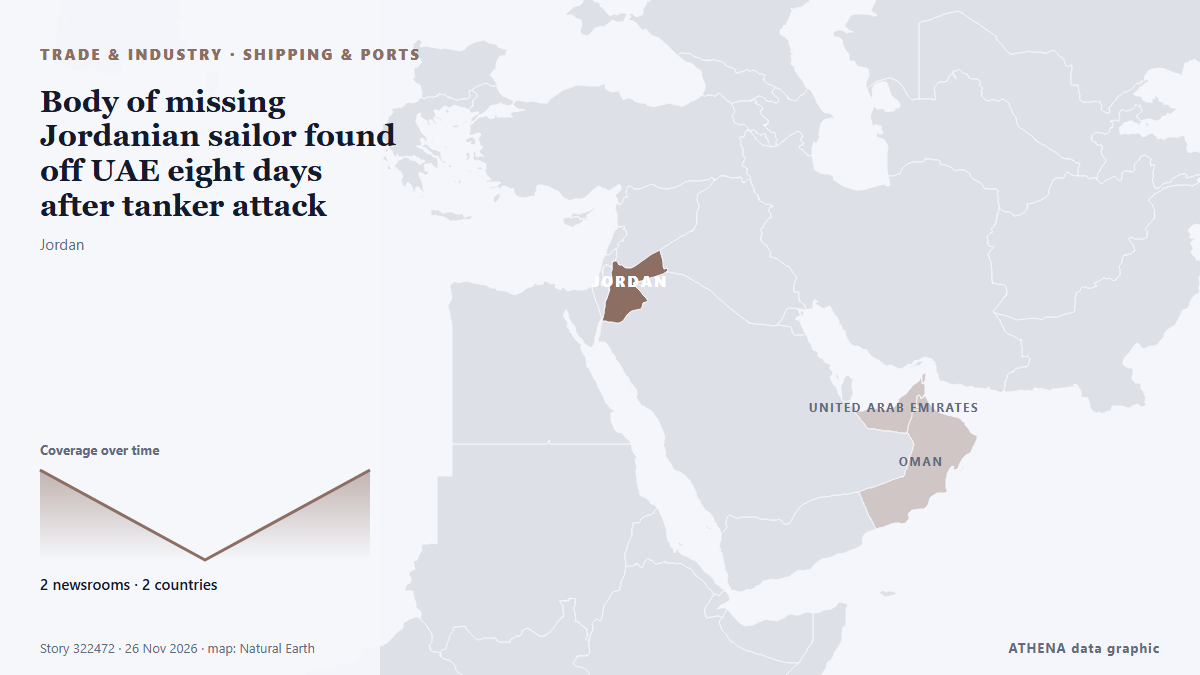 TRADE & INDUSTRY · SHIPPING & PORTS
Body of missing
Jordanian sailor found
off UAE eight days
after tanker attack
Jordan
JORDAN
UNITED ARAB EMIRATES
OMAN
Coverage over time
2 newsrooms · 2 countries
Story 322472 · 26 Nov 2026 · map: Natural Earth
ATHENA data graphic